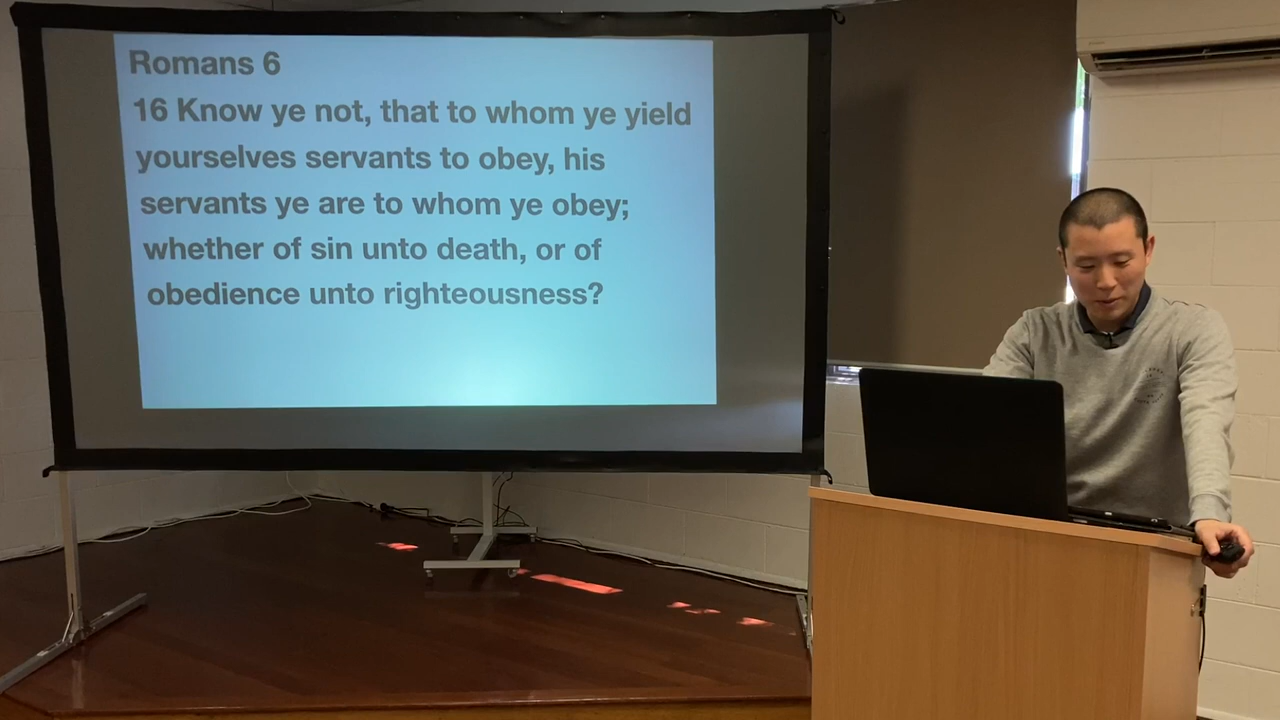 Romans 6
16 Know ye not, that to whom ye yield
yourselves servants to obey, his
servants ye are to whom ye obey;
whether of sin unto death, or of
obedience unto righteousness?